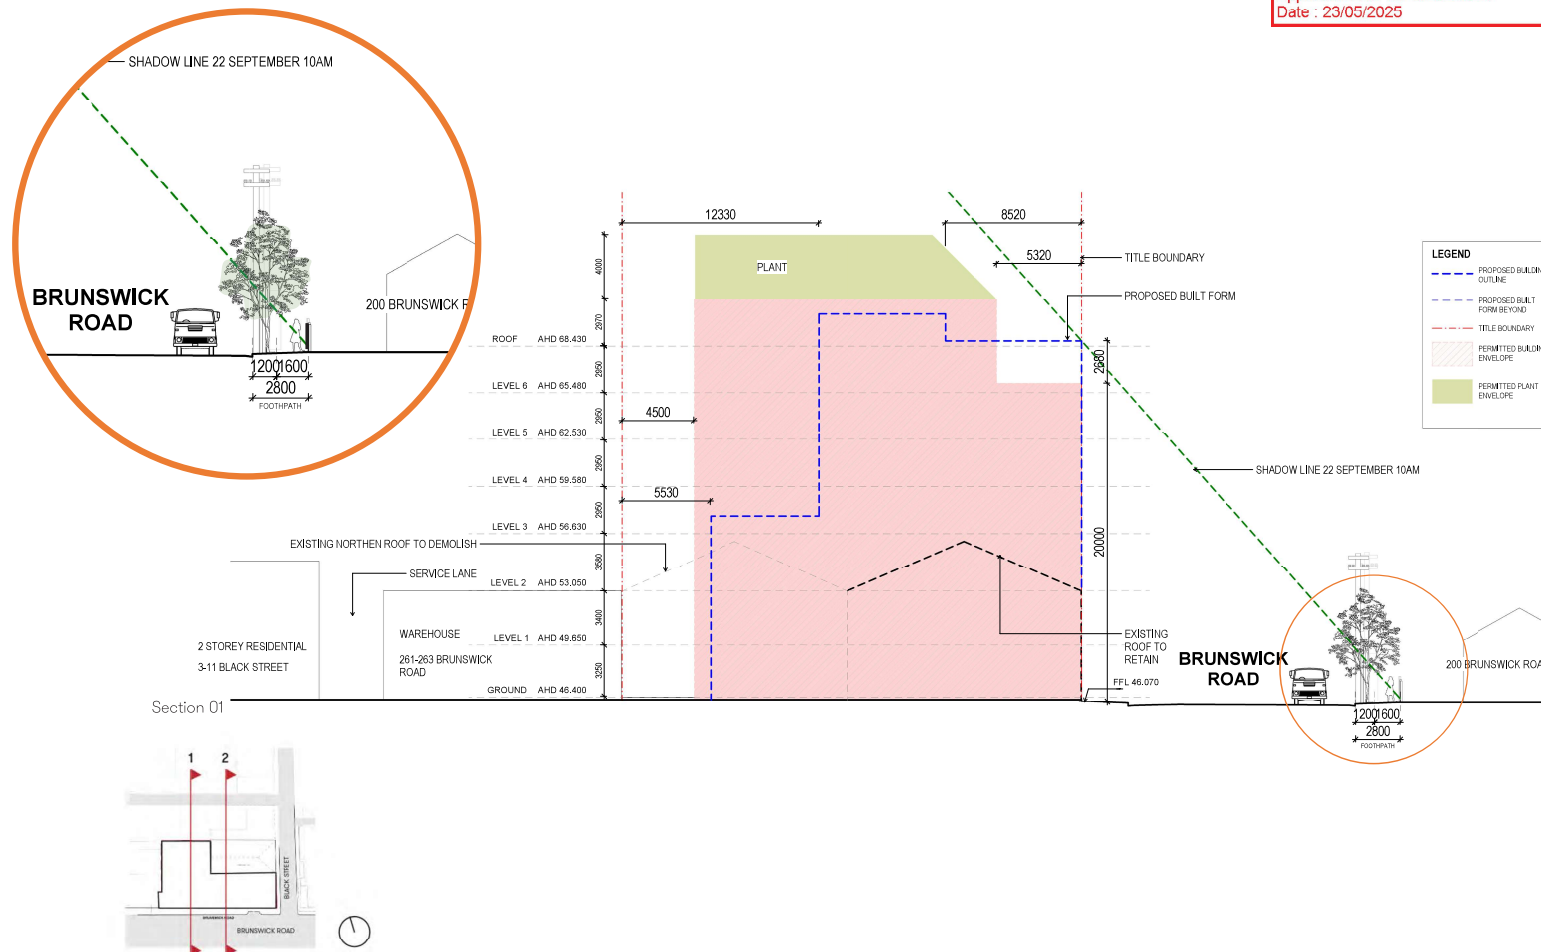 Date : 23/05/2025
SHADOW LINE 22 SEPTEMBER 10AM
BRUNSWICK
ROAD
200 BRUNSWICK R
1200 1600
2800
FOOTHPATH
12330
8520
5320
4000
PLANT
TITLE BOUNDARY
PROPOSED BUILT FORM
LEGEND
PROPOSED BUILDIN
OUTLINE
PROPOSED BUILT
FORM BEYOND
TITLE BOUNDARY
PERMITTED BUILDIN
ENVELOPE
PERMITTED PLANT
ENVELOPE
2970
ROOF AHD 68.430
2680
2950
LEVEL 6 AHD 65.480
4500
2950
LEVEL 5 AHD 62.530
2950
SHADOW LINE 22 SEPTEMBER 10AM
LEVEL 4 AHD 59.580
5530
2950
LEVEL 3 AHD 56.630
20000
EXISTING NORTHEN ROOF TO DEMOLISH
3580
SERVICE LANE
LEVEL 2 AHD 53.050
3400
WAREHOUSE
261-263 BRUNSWICK
ROAD
LEVEL 1 AHD 49.650
2 STOREY RESIDENTIAL
3-11 BLACK STREET
3250
EXISTING
ROOF TO
RETAIN
BRUNSWICK
ROAD
200 BRUNSWICK ROA
GROUND AHD 46.400
FFL 46.070
Section 01
1200 1600
2800
FOOTHPATH
1 2
BLACK STREET
BRUNSWICK ROAD
BRUNSWICK ROAD